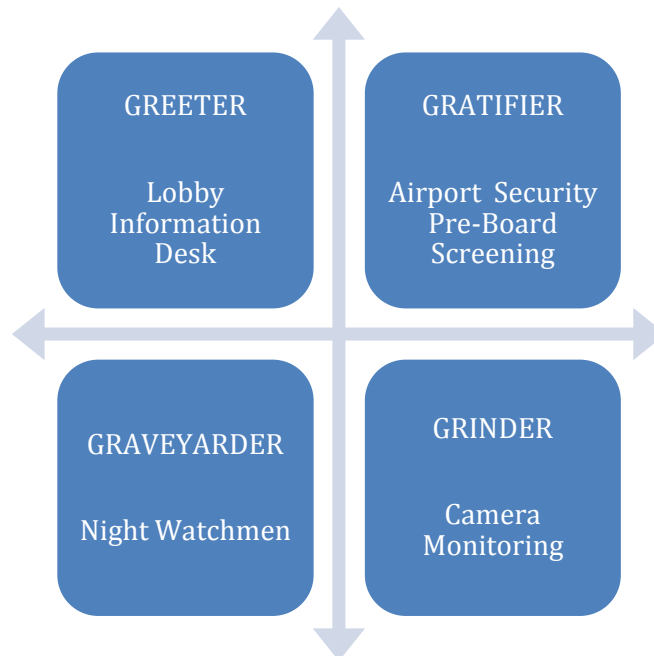 GREETER
Lobby
Information
Desk
GRATIFIER
Airport Security
Pre-Board
Screening
GRAVEYARDER
Night Watchmen
GRINDER
Camera
Monitoring